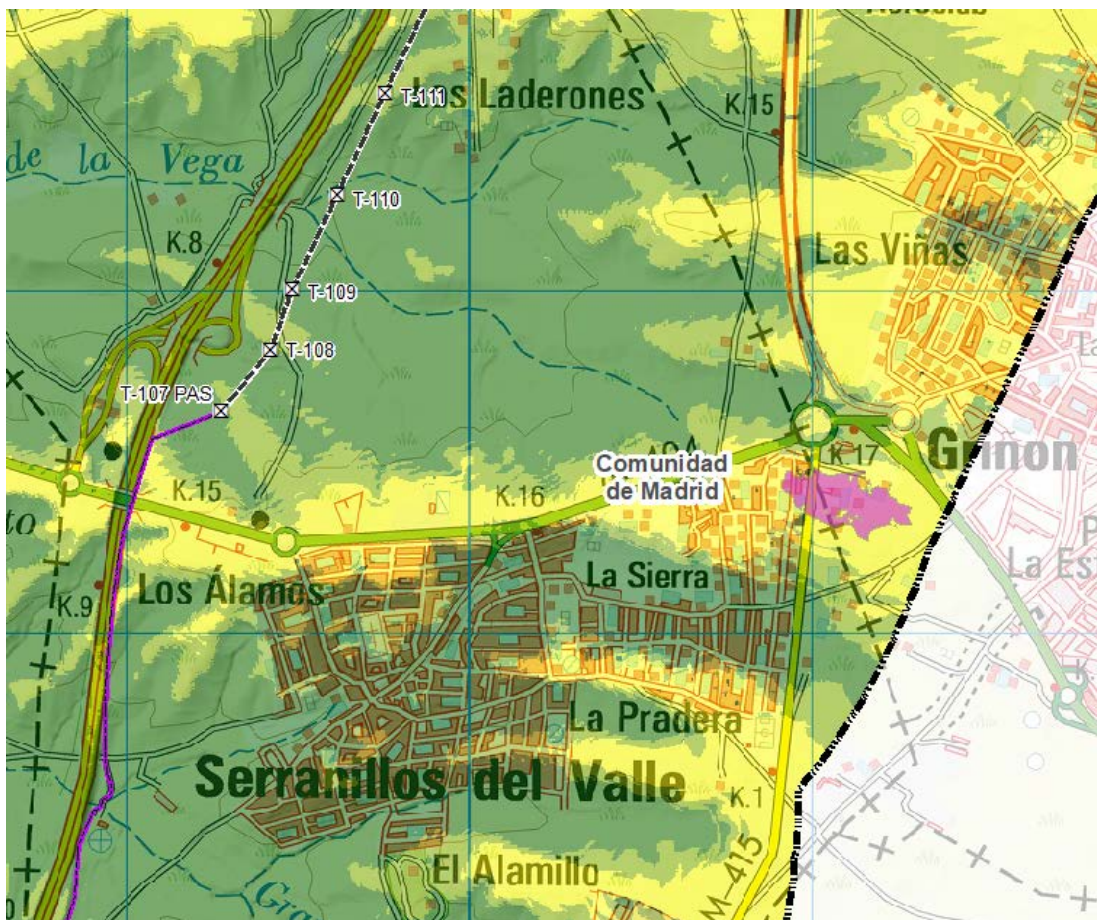 T-111
Los Laderones
K.15
de la Vega
T-110
K.8
Las Viñas
T-109
T-108
T-107 PAS
Comunidad
de Madrid
K.17
Griñon
K.15
K.16
La Sierra
Los Álamos
K.9
La Pradera
Serranillos del Valle
K.1
El Alamillo
M-415